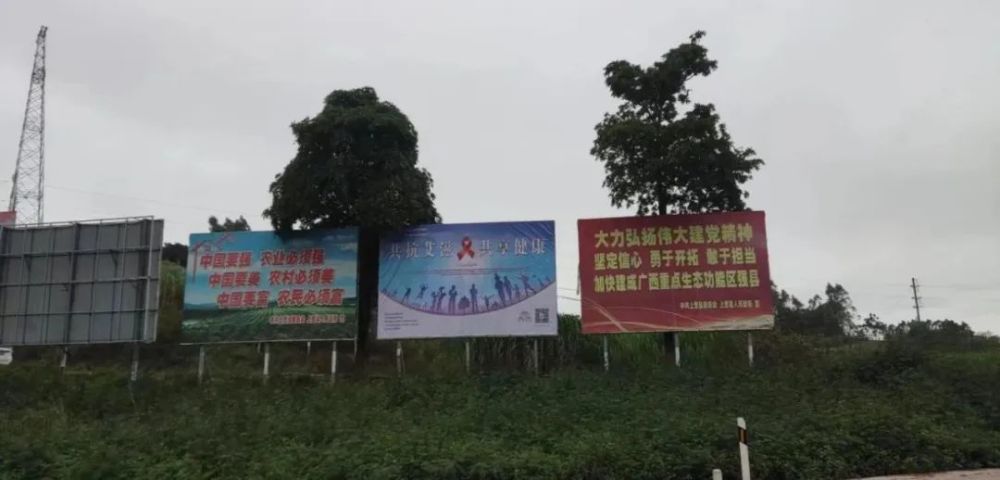 中国要强 农业必须强
中国要美 农村必须美
中国要富 农民必须富
共抗艾滋 共享健康
大力弘扬伟大建党精神
坚定信心 勇于开拓 敢于担当
加快建成广西重点生态功能区强县